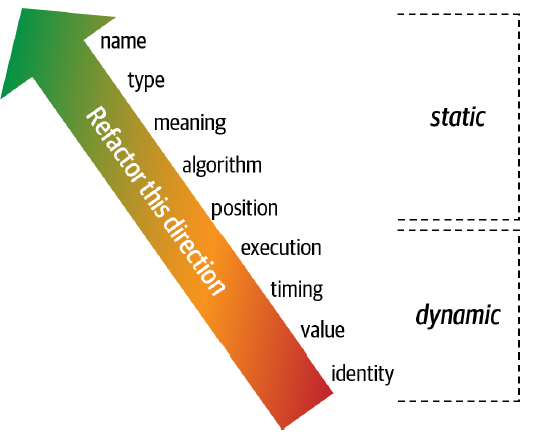 name
type
meaning
algorithm
position
execution
timing
value
identity
Refactor this direction
static
dynamic